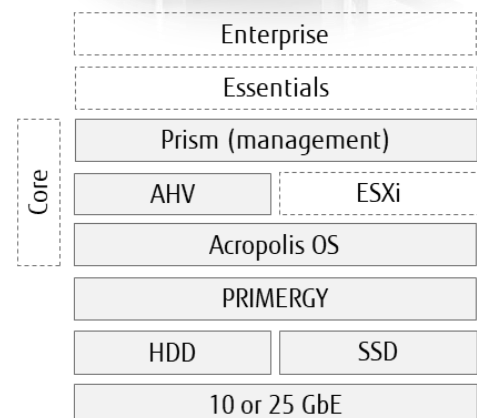 Enterprise
Essentials
Core
Prism (management)
AHV
ESXi
Acropolis OS
PRIMERGY
HDD
SSD
10 or 25 GbE